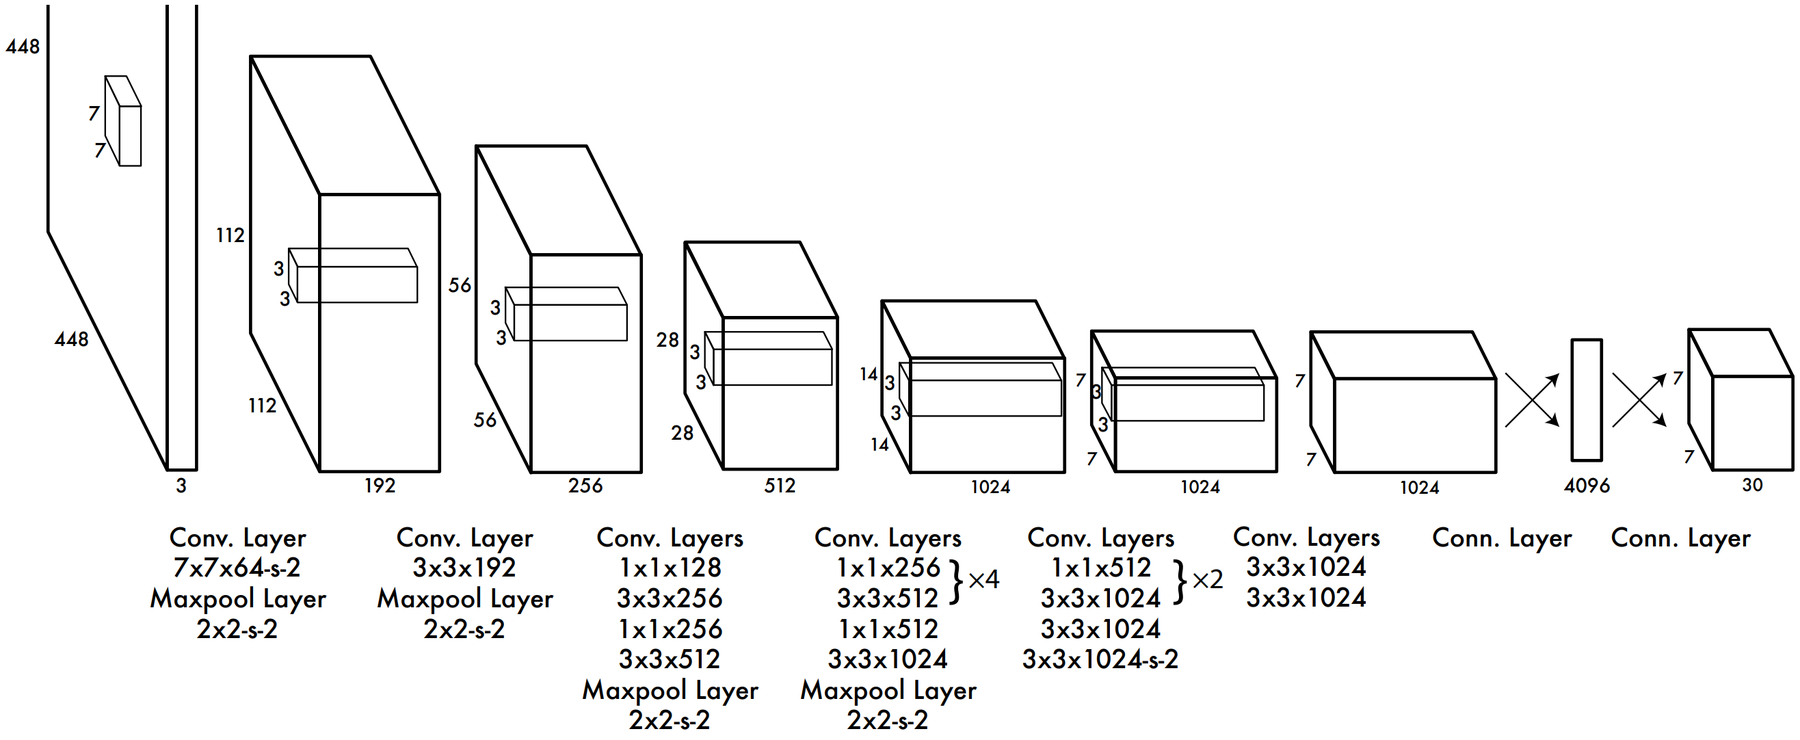 448
7
7
448
3
112
3
3
112
192
56
3
3
56
256
28
3
3
28
512
14
3
3
14
1024
7
3
3
7
1024
7
7
1024
4096
7
7
30
Conv. Layer
7x7x64-s-2
Maxpool Layer
2x2-s-2
Conv. Layer
3x3x192
Maxpool Layer
2x2-s-2
Conv. Layers
1x1x128
3x3x256
1x1x256
3x3x512
Maxpool Layer
2x2-s-2
Conv. Layers
1x1x256
3x3x512
} ×4
1x1x512
3x3x1024
Maxpool Layer
2x2-s-2
Conv. Layers
1x1x512
3x3x1024
} ×2
3x3x1024
3x3x1024-s-2
Conv. Layers
3x3x1024
3x3x1024
Conn. Layer
Conn. Layer